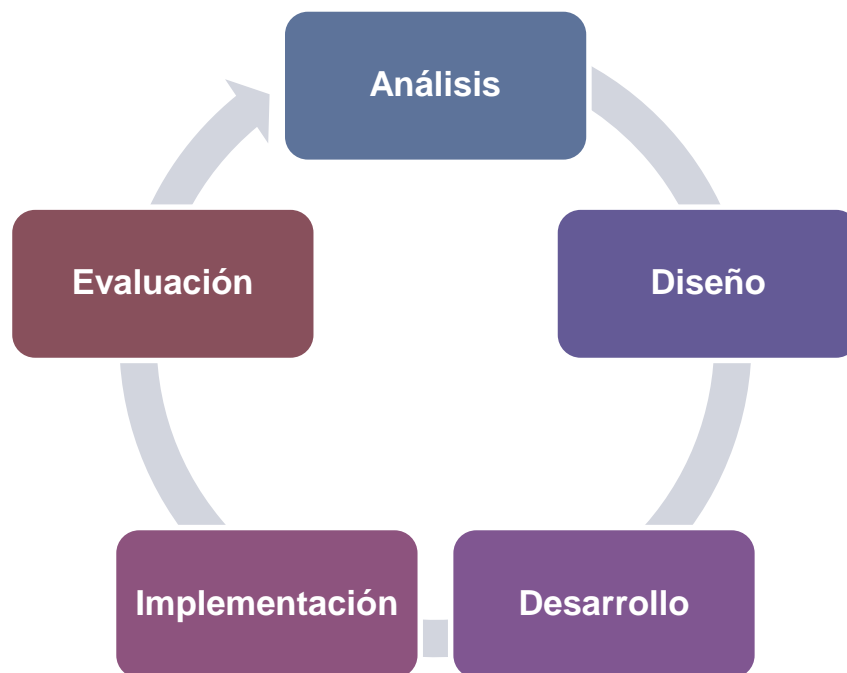 Análisis
Diseño
Desarrollo
Implementación
Evaluación